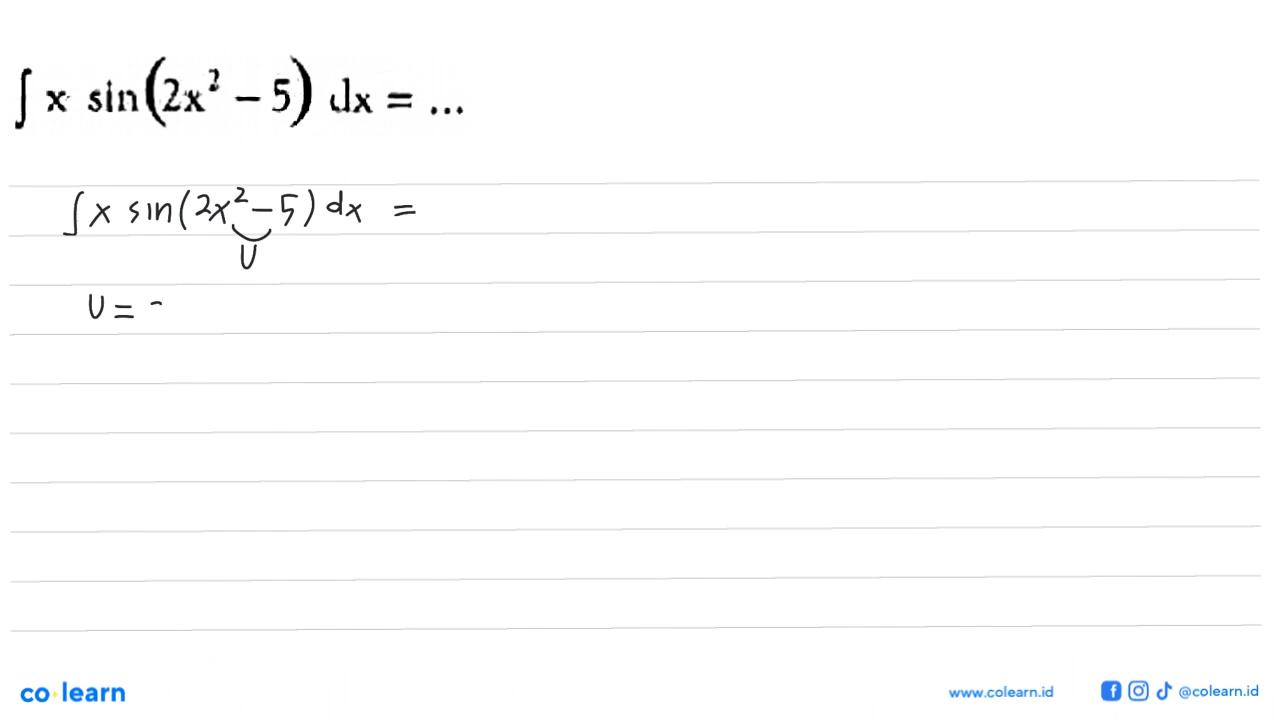 ∫ x sin(2x² − 5) dx = ...
∫ x sin(2x² − 5) dx =
U
U =
co learn
www.colearn.id
@colearn.id